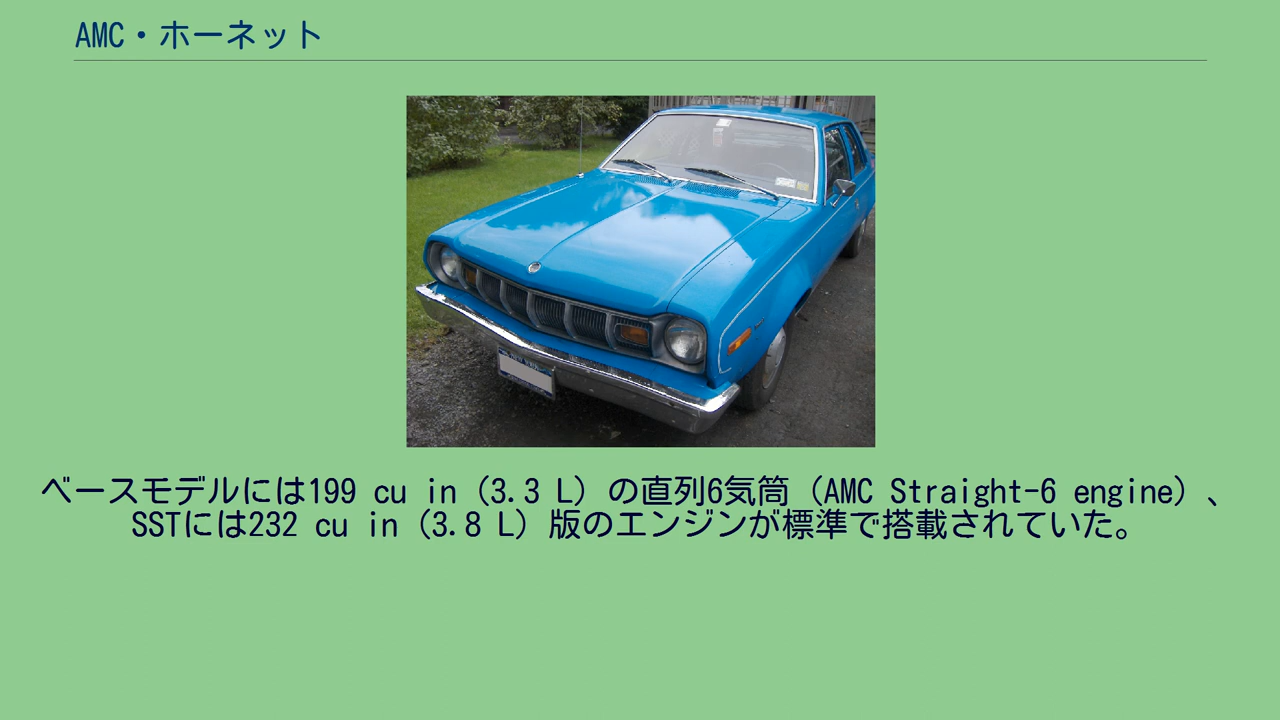 AMC・ホーネット
ベースモデルには199 cu in（3.3 L）の直列6気筒（AMC Straight-6 engine）、
SSTには232 cu in（3.8 L）版のエンジンが標準で搭載されていた。